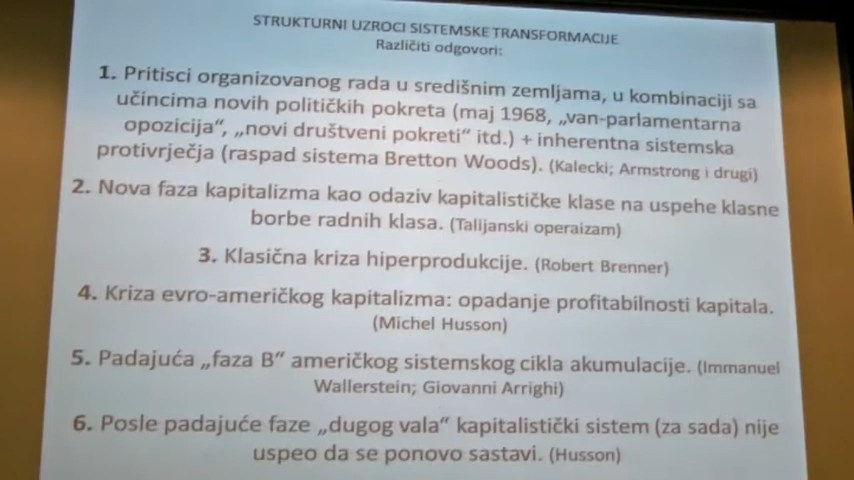 STRUKTURNI UZROCI SISTEMSKE TRANSFORMACIJE
Različiti odgovori:
1. Pritisci organizovanog rada u središnim zemljama, u kombinaciji sa
učincima novih političkih pokreta (maj 1968, „van-parlamentarna
opozicija“, „novi društveni pokreti“ itd.) + inherentna sistemska
protivrječja (raspad sistema Bretton Woods). (Kalecki; Armstrong i drugi)
2. Nova faza kapitalizma kao odaziv kapitalističke klase na uspehe klasne
borbe radnih klasa. (Talijanski operaizam)
3. Klasična kriza hiperprodukcije. (Robert Brenner)
4. Kriza evro-američkog kapitalizma: opadanje profitabilnosti kapitala.
(Michel Husson)
5. Padajuća „faza B“ američkog sistemskog cikla akumulacije. (Immanuel
Wallerstein; Giovanni Arrighi)
6. Posle padajuće faze „dugog vala“ kapitalistički sistem (za sada) nije
uspeo da se ponovo sastavi. (Husson)